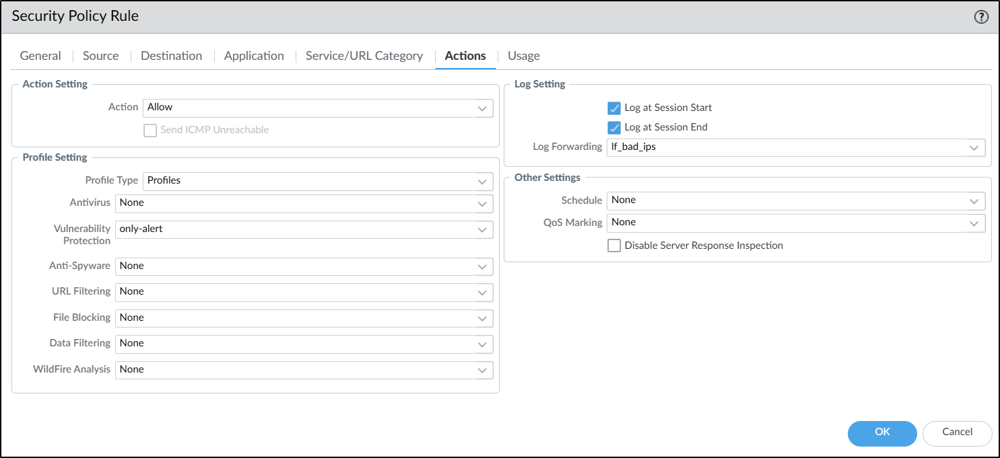 Security Policy Rule
?
General
Source
Destination
Application
Service/URL Category
Actions
Usage
Action Setting
Action
Allow
Send ICMP Unreachable
Profile Setting
Profile Type
Profiles
Antivirus
None
Vulnerability
Protection
only-alert
Anti-Spyware
None
URL Filtering
None
File Blocking
None
Data Filtering
None
WildFire Analysis
None
Log Setting
Log at Session Start
Log at Session End
Log Forwarding
lf_bad_ips
Other Settings
Schedule
None
QoS Marking
None
Disable Server Response Inspection
OK
Cancel